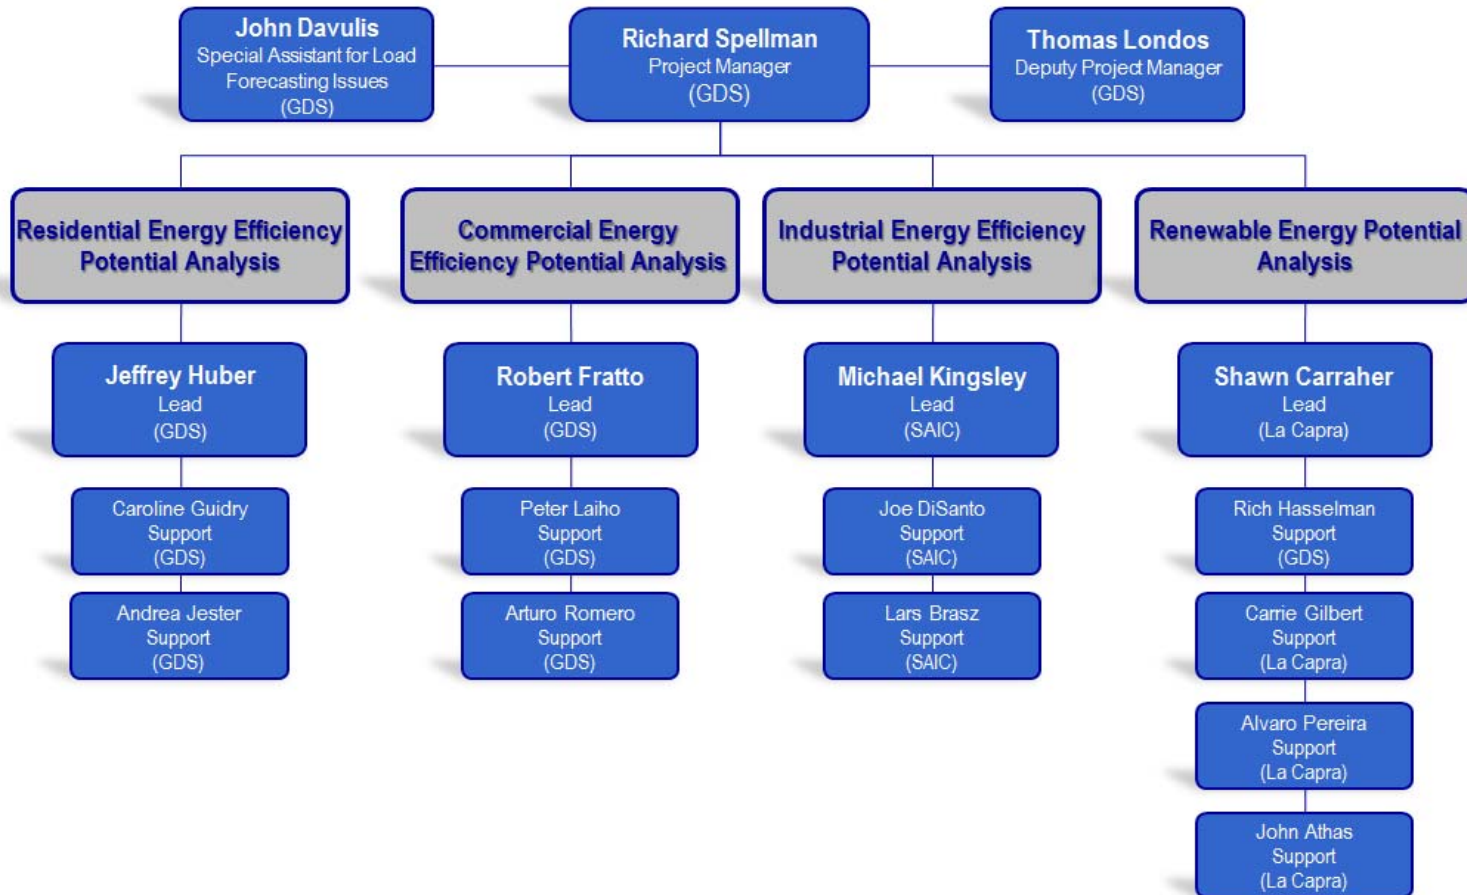 John Davulis
Special Assistant for Load
Forecasting Issues
(GDS)
Richard Spellman
Project Manager
(GDS)
Thomas Londos
Deputy Project Manager
(GDS)
Residential Energy Efficiency
Potential Analysis
Commercial Energy
Efficiency Potential Analysis
Industrial Energy Efficiency
Potential Analysis
Renewable Energy Potential
Analysis
Jeffrey Huber
Lead
(GDS)
Robert Fratto
Lead
(GDS)
Michael Kingsley
Lead
(SAIC)
Shawn Carraher
Lead
(La Capra)
Caroline Guidry
Support
(GDS)
Peter Laiho
Support
(GDS)
Joe DiSanto
Support
(SAIC)
Rich Hasselman
Support
(GDS)
Andrea Jester
Support
(GDS)
Arturo Romero
Support
(GDS)
Lars Brasz
Support
(SAIC)
Carrie Gilbert
Support
(La Capra)
Alvaro Pereira
Support
(La Capra)
John Athas
Support
(La Capra)